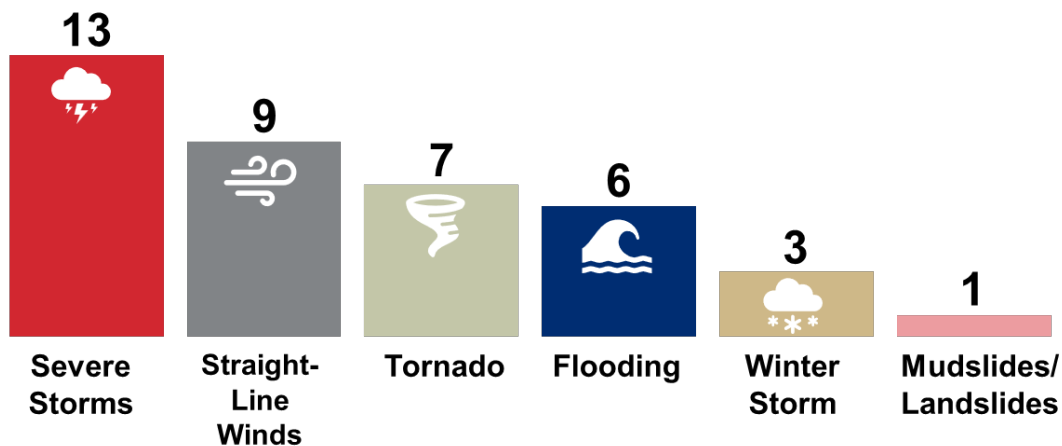 13
9
7
6
3
1
Severe
Storms
Straight-
Line
Winds
Tornado
Flooding
Winter
Storm
Mudslides/
Landslides